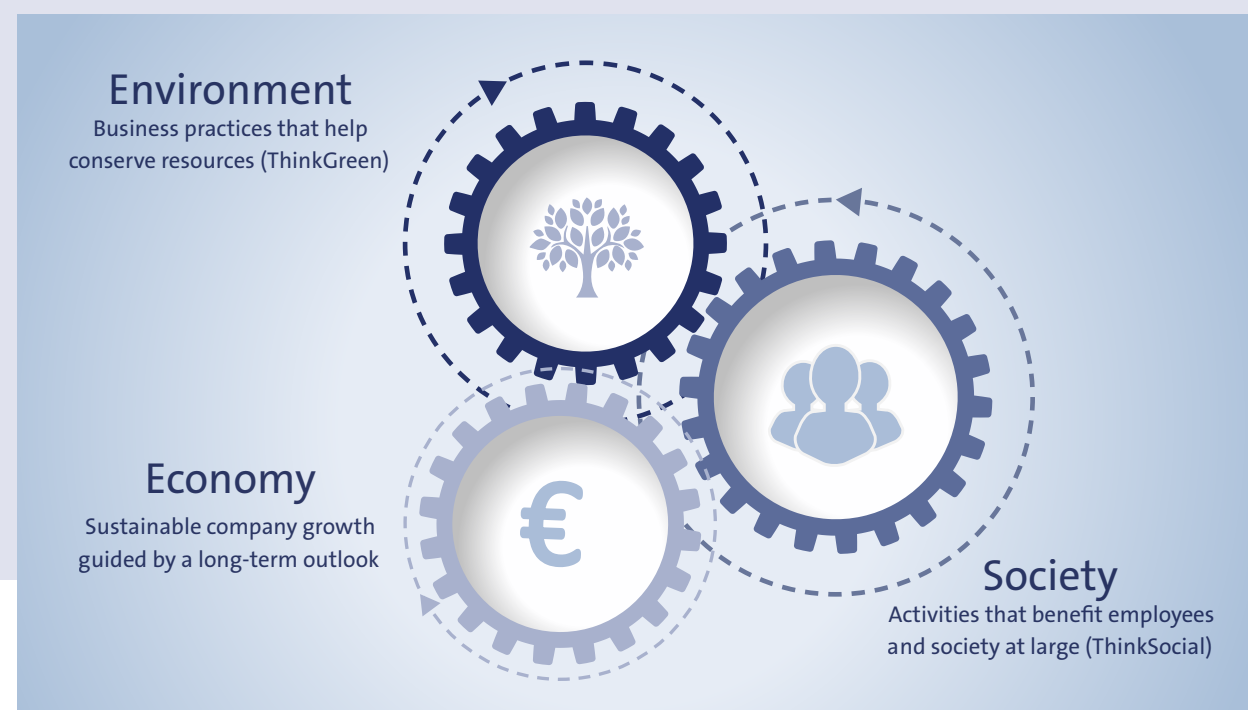 Environment
Business practices that help
conserve resources (ThinkGreen)
Economy
Sustainable company growth
guided by a long-term outlook
€
Society
Activities that benefit employees
and society at large (ThinkSocial)